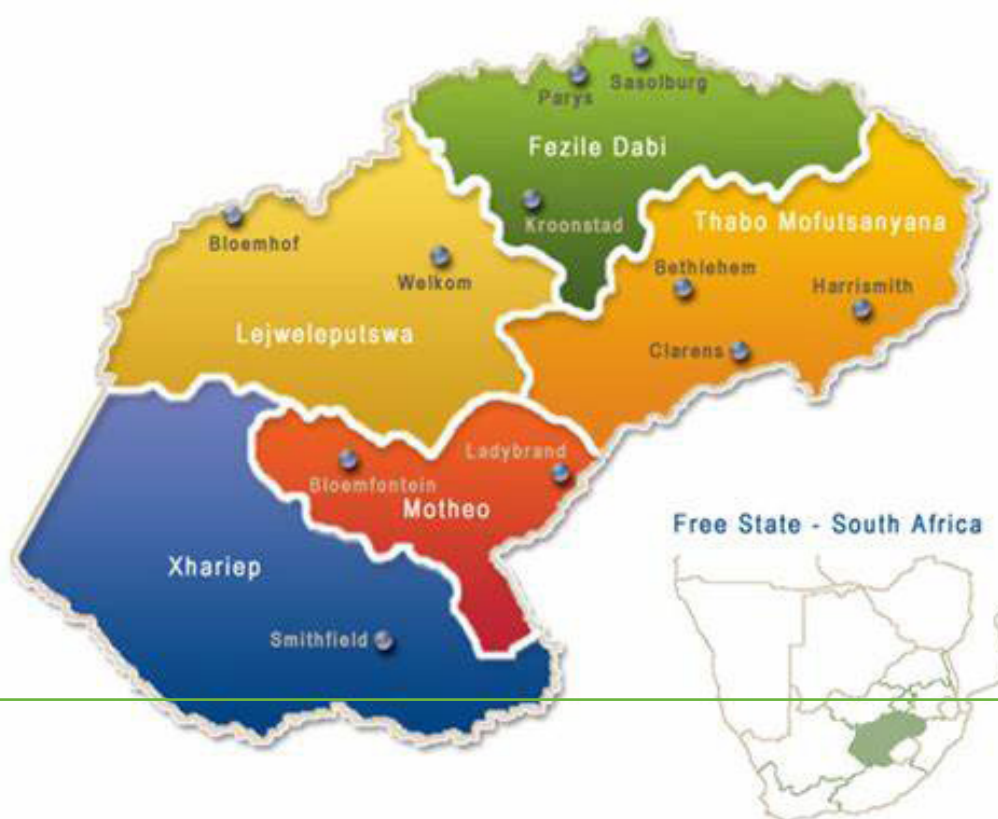 Sasolburg
Parys
Fezile Dabi
Kroonstad
Thabo Mofutsanyana
Bloemhof
Welkom
Bethlehem
Harrismith
Lejweleputswa
Clarens
Ladybrand
Bloemfontein
Motheo
Free State - South Africa
Xhariep
Smithfield